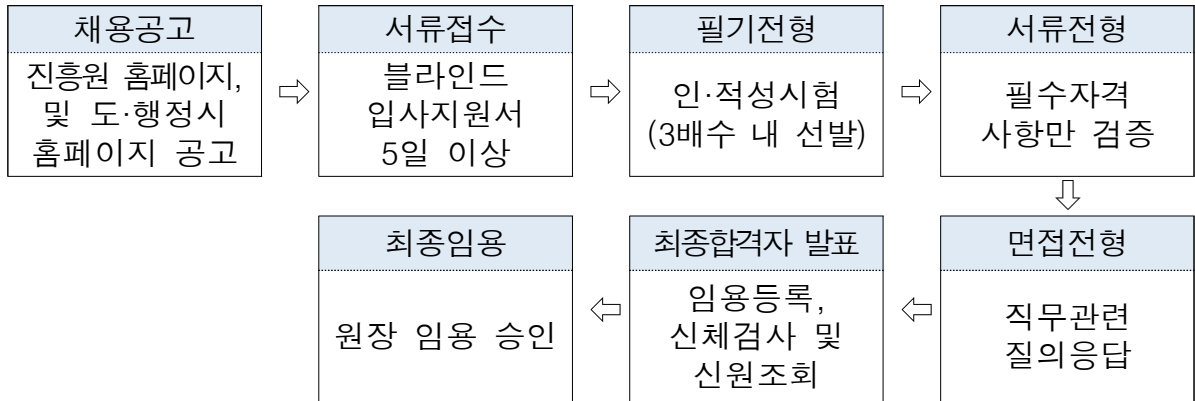 채용공고
진흥원 홈페이지,
및 도·행정시
홈페이지 공고
⇨
서류접수
블라인드
입사지원서
5일 이상
⇨
필기전형
인·적성시험
(3배수 내 선발)
⇨
서류전형
필수자격
사항만 검증
⇩
면접전형
직무관련
질의응답
⇦
최종합격자 발표
임용등록,
신체검사 및
신원조회
⇦
최종임용
원장 임용 승인